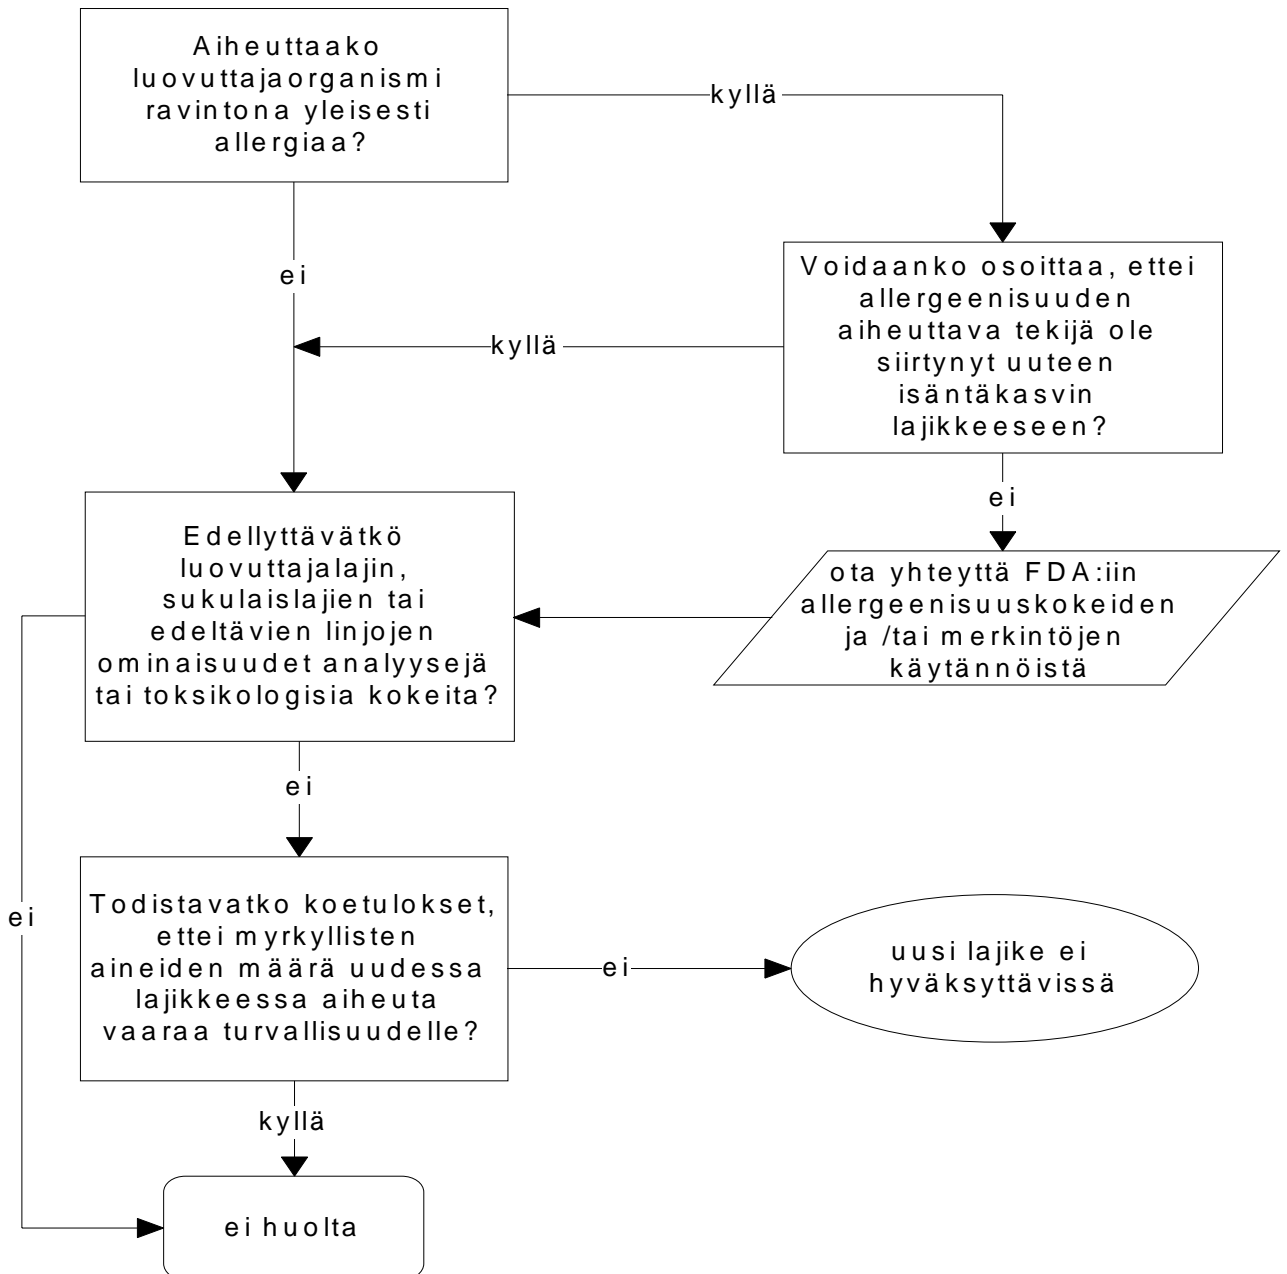 Aiheuttaako
luovuttajaorganismi
ravintona yleisesti
allergiaa?
kyllä
ei
Voidaanko osoittaa, ettei
allergeenisuuden
aiheuttava tekijä ole
siirtynyt uuteen
isäntäkasvin
lajikkeeseen?
kyllä
ei
Edellyttävätkö
luovuttajalajin,
sukulaislajien tai
edeltävien linjojen
ominaisuudet analyysejä
tai toksikologisia kokeita?
ota yhteyttä FDA:iin
allergeenisuuskokeiden
ja /tai merkintöjen
käytännöistä
ei
ei
Todistavatko koetulokset,
ettei myrkyllisten
aineiden määrä uudessa
lajikkeessa aiheuta
vaaraa turvallisuudelle?
ei
uusi lajike ei
hyväksyttävissä
kyllä
ei huolta